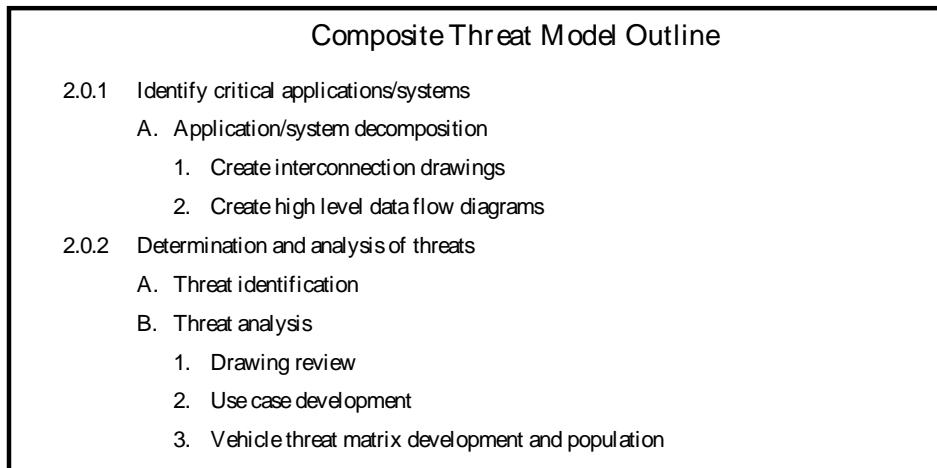 Composite Threat Model Outline
2.0.1 Identify critical applications/systems
A. Application/system decomposition
1. Create interconnection drawings
2. Create high level data flow diagrams
2.0.2 Determination and analysis of threats
A. Threat identification
B. Threat analysis
1. Drawing review
2. Use case development
3. Vehicle threat matrix development and population